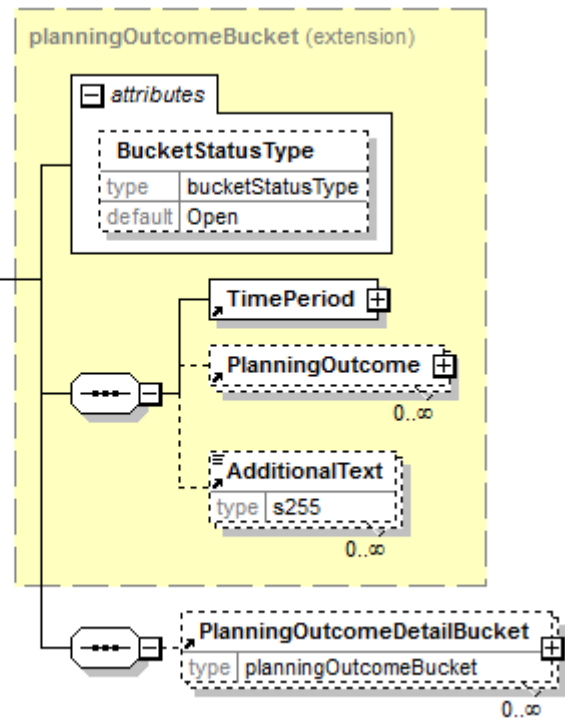 planningOutcomeBucket (extension)
attributes
BucketStatusType
type bucketStatusType
default Open
TimePeriod
PlanningOutcome
0..∞
AdditionalText
type s255
0..∞
PlanningOutcomeDetailBucket
type planningOutcomeBucket
0..∞